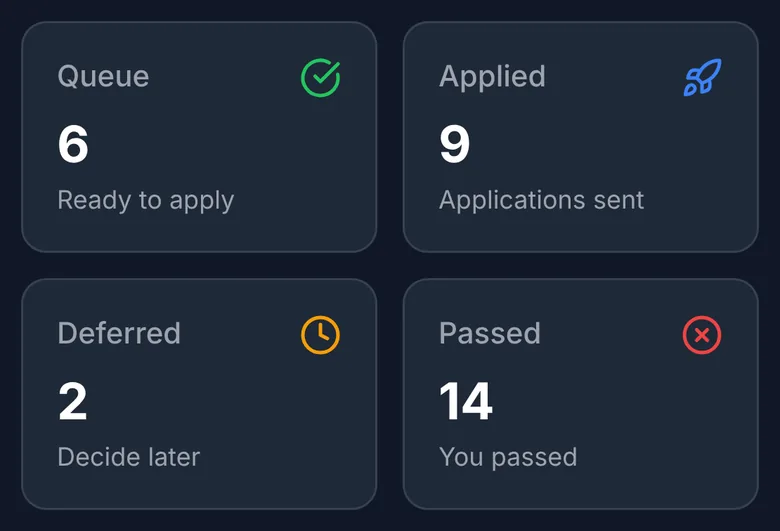 Queue
6
Ready to apply
Applied
9
Applications sent
Deferred
2
Decide later
Passed
14
You passed